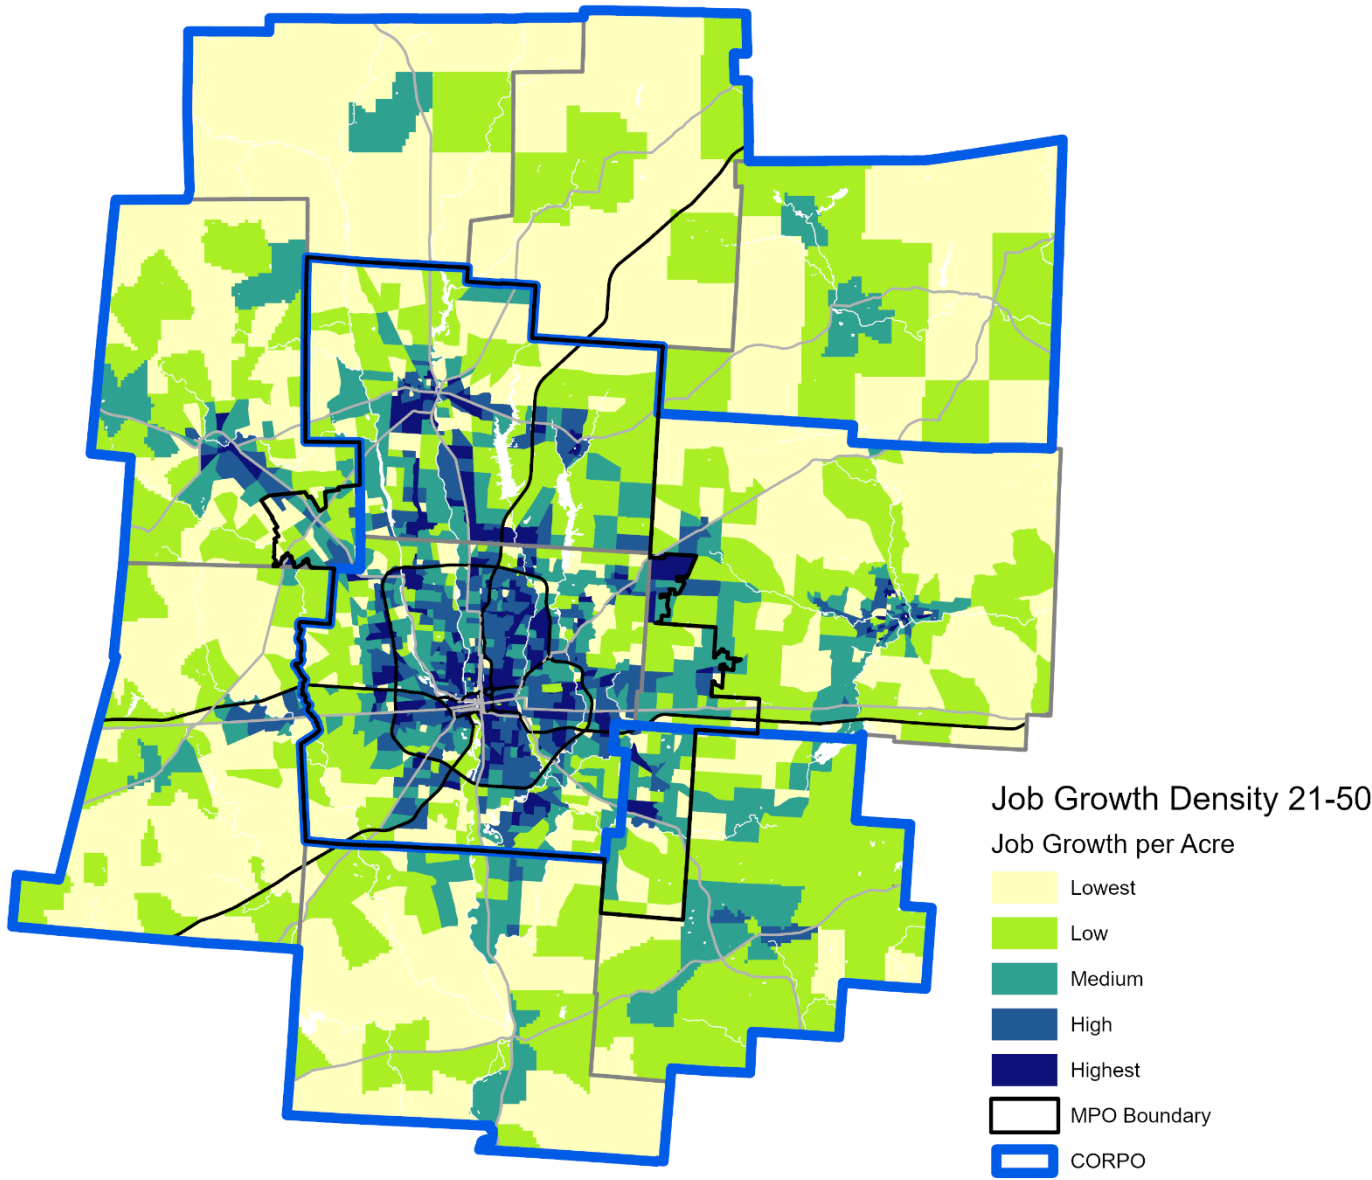 Job Growth Density 21-50
Job Growth per Acre
Lowest
Low
Medium
High
Highest
MPO Boundary
CORPO